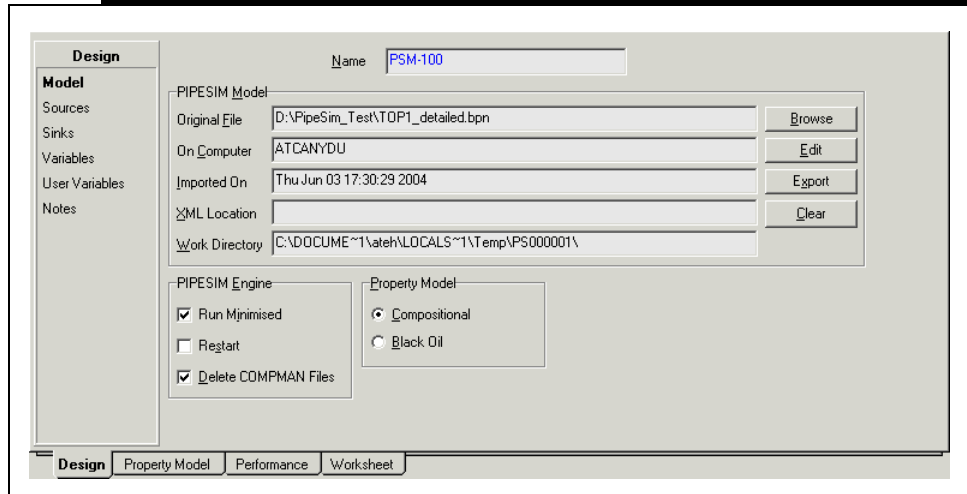 Design
Model
Sources
Sinks
Variables
User Variables
Notes
Name PSM-100
PIPESIM Model
Original File D:\PipeSim_Test\TOP1_detailed.bpn Browse
On Computer ATCANYDU Edit
Imported On Thu Jun 03 17:30:29 2004 Export
XML Location Clear
Work Directory C:\DOCUME~1\ateh\LOCALS~1\Temp\PS000001\
PIPESIM Engine
Run Minimised
Restart
Delete COMPMAN Files
Property Model
Compositional
Black Oil
Design Property Model Performance Worksheet